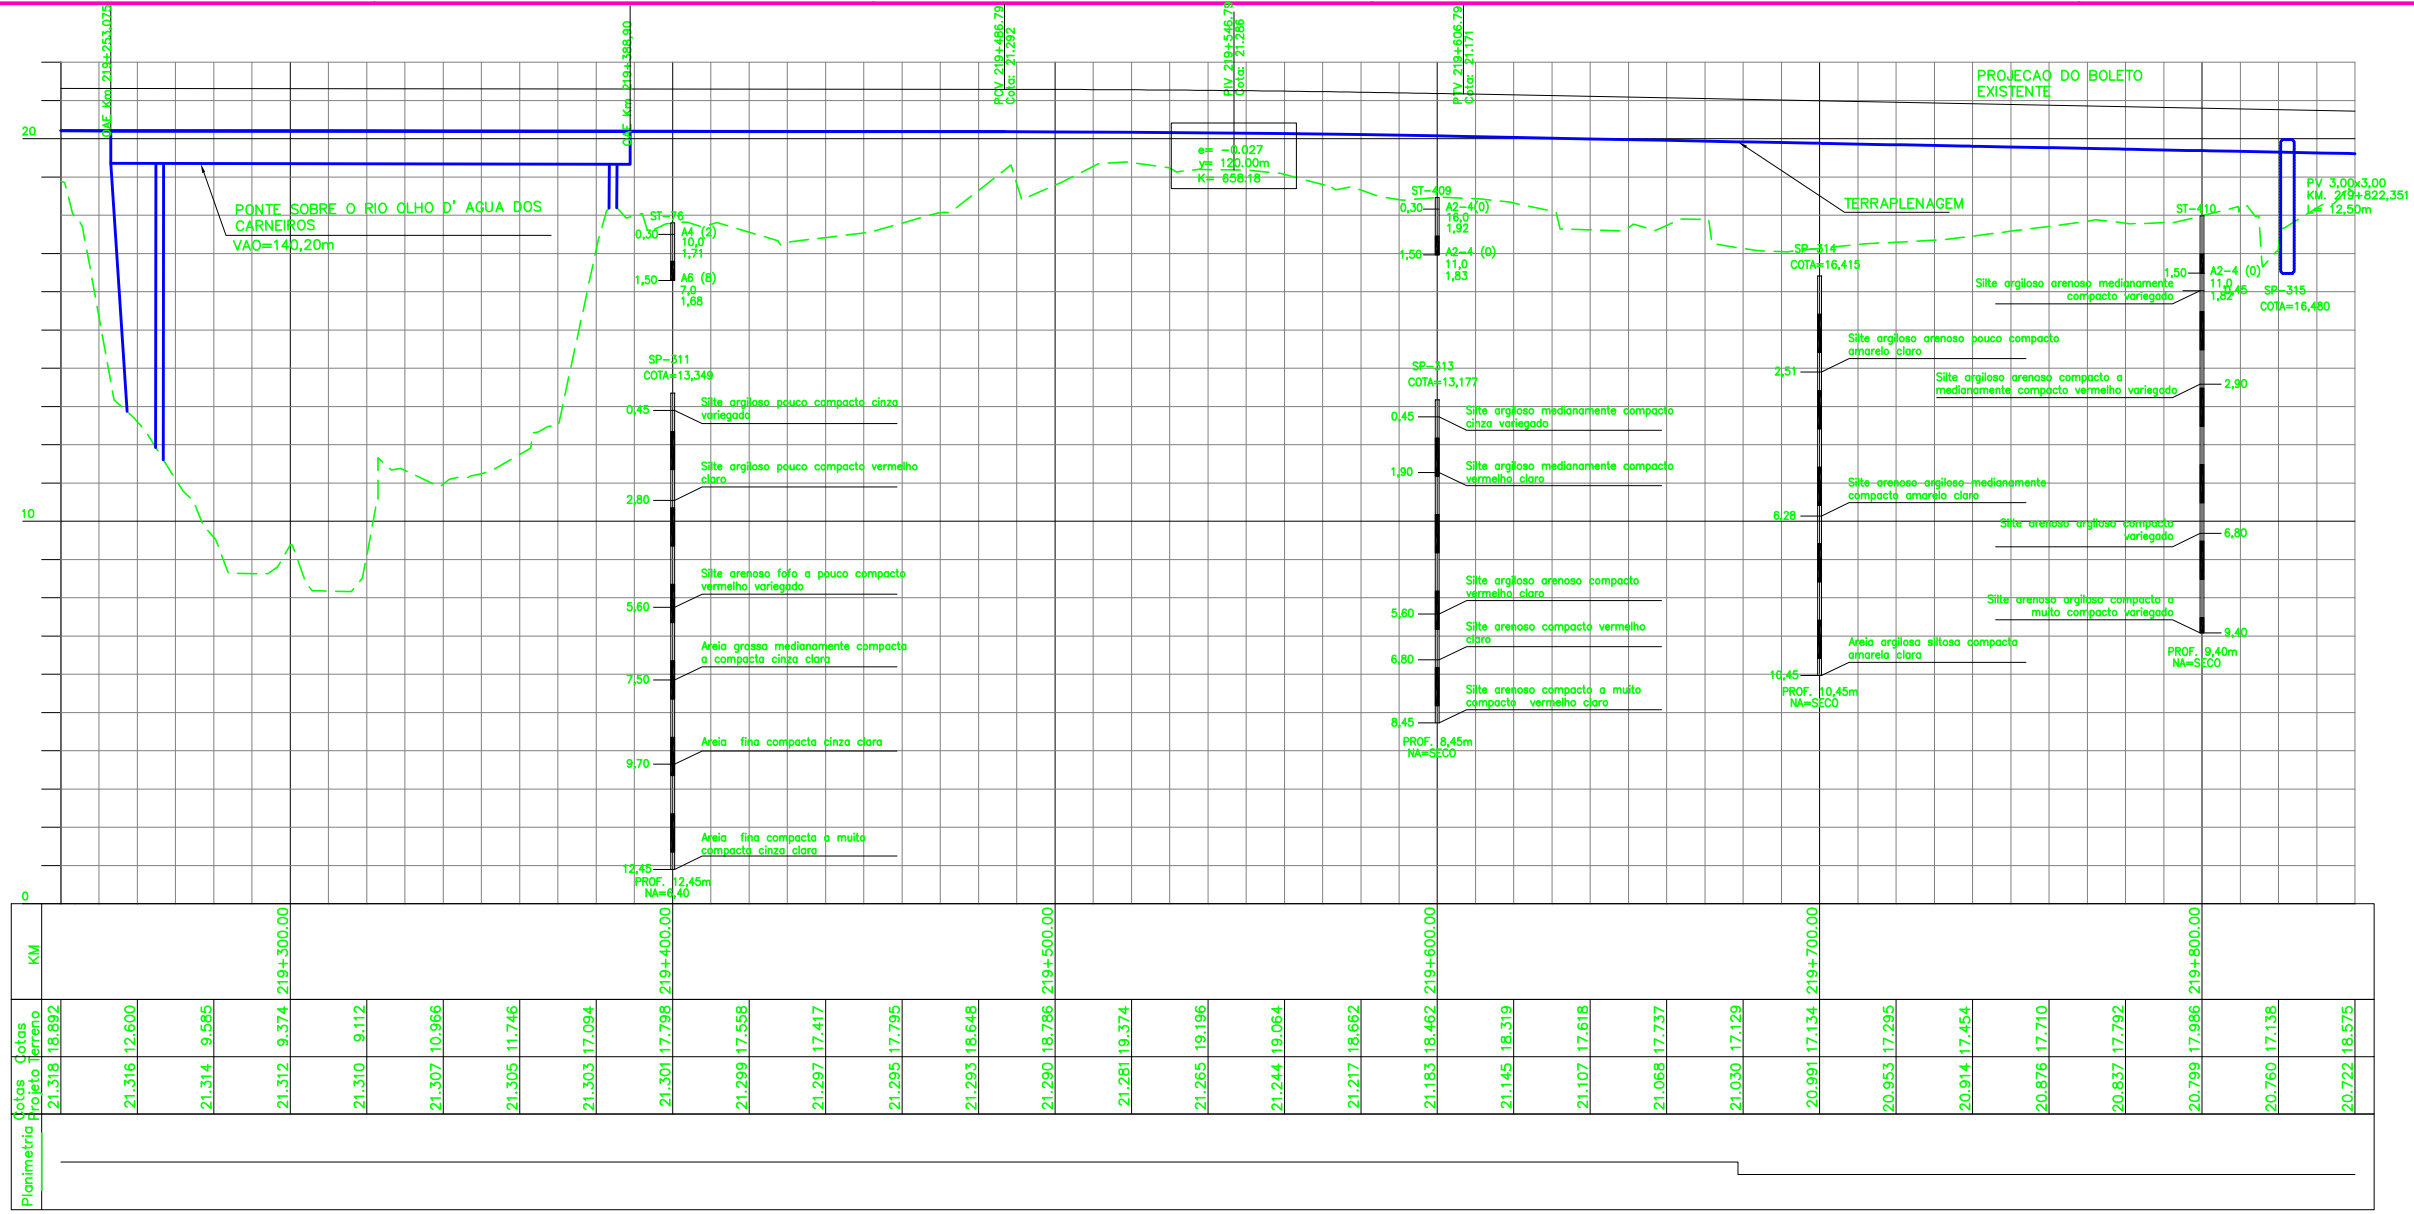 OAE Km 219+253.075
OAE Km 219+388.90
PCV 219+486.79
Cota: 21.292
PIV 219+546.79
Cota: 21.286
PTV 219+606.79
Cota: 21.171
PROJECAO DO BOLETO
EXISTENTE
20
10
0
e= -0.027
y= 120.00m
K= 658.18
PONTE SOBRE O RIO OLHO D' AGUA DOS
CARNEIROS
VAO=140,20m
TERRAPLENAGEM
PV 3,00x3,00
KM. 219+822,351
L= 12,50m
ST-76
0,30
A4 (2)
10,0
1,71
1,50
A6 (8)
7,0
1,68
SP-311
COTA=13,349
0,45
Silte argiloso pouco compacto cinza
variegado
2,80
Silte argiloso pouco compacto vermelho
claro
5,60
Silte arenoso fofo a pouco compacto
vermelho variegado
7,50
Areia grossa medianamente compacta
a compacta cinza clara
9,70
Areia fina compacta cinza clara
12,45
Areia fina compacta a muito
compacta cinza clara
PROF. 12,45m
NA=6,40
ST-409
0,30
A2-4(0)
16,0
1,92
1,50
A2-4 (0)
11,0
1,83
SP-313
COTA=13,177
0,45
Silte argiloso medianamente compacto
cinza variegado
1,90
Silte argiloso medianamente compacto
vermelho claro
5,60
Silte argiloso arenoso compacto
vermelho claro
6,80
Silte arenoso compacto vermelho
claro
8,45
Silte arenoso compacto a muito
compacto vermelho claro
PROF. 8,45m
NA=SECO
SP-314
COTA=16,415
2,51
Silte argiloso arenoso pouco compacto
amarelo claro
6,28
Silte arenoso argiloso medianamente
compacto amarelo claro
10,45
Areia argilosa siltosa compacta
amarela clara
PROF. 10,45m
NA=SECO
ST-410
1,50
A2-4 (0)
11,0
1,82
SP-315
COTA=16,480
0,45
Silte argiloso arenoso medianamente
compacto variegado
2,90
Silte argiloso arenoso compacto a
medianamente compacto vermelho variegado
6,80
Silte arenoso argiloso compacto
variegado
9,40
Silte arenoso argiloso compacto a
muito compacto variegado
PROF. 9,40m
NA=SECO
KM
219+300.00 219+400.00 219+500.00 219+600.00 219+700.00 219+800.00
Cotas Terreno
18.892 12.600 9.585 9.374 9.112 10.966 11.746 17.094 17.798 17.558 17.417 17.795 18.648 18.786 19.374 19.196 19.064 18.662 18.462 18.319 17.618 17.737 17.129 17.134 17.295 17.454 17.710 17.792 17.986 17.138 18.575
Cotas Projeto
21.318 21.316 21.314 21.312 21.310 21.307 21.305 21.303 21.301 21.299 21.297 21.295 21.293 21.290 21.281 21.265 21.244 21.217 21.183 21.145 21.107 21.068 21.030 20.991 20.953 20.914 20.876 20.837 20.799 20.760 20.722
Planimetria